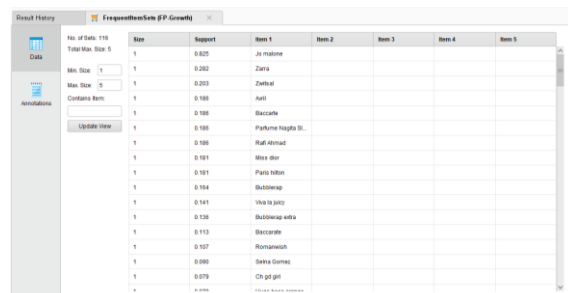 Result History FrequentItemSets (FP-Growth)
Data
Annotations
No. of Sets: 116
Total Max. Size: 5
Min. Size: 1
Max. Size: 5
Contains Item:
Update View
Size Support Item 1 Item 2 Item 3 Item 4 Item 5
1 0.825 Jo malone
1 0.282 Zarra
1 0.203 Zwitsal
1 0.186 Avril
1 0.186 Baccarte
1 0.186 Parfume Nagita Sl...
1 0.186 Rafi Ahmad
1 0.181 Miss dior
1 0.181 Paris hilton
1 0.164 Bubblerap
1 0.141 Viva la juicy
1 0.136 Bubblerap extra
1 0.113 Baccarate
1 0.107 Romanwish
1 0.090 Selna Gomez
1 0.079 Ch gd girl